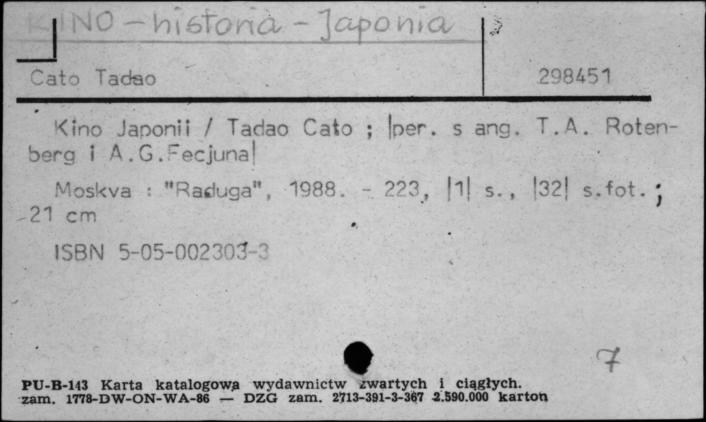 KINO - historia - Japonia
Cato Tadao 298451
Kino Japonii / Tadao Cato ; |per. s ang. T.A. Roten-
berg i A.G.Fecjuna|
Moskva : "Raduga", 1988. - 223, |1| s., |32| s.fot. ;
21 cm
ISBN 5-05-002303-3
7
PU-B-143 Karta katalogowa wydawnictw zwartych i ciągłych.
zam. 1778-DW-ON-WA-86 — DZG zam. 2713-391-3-367 2.590.000 karton